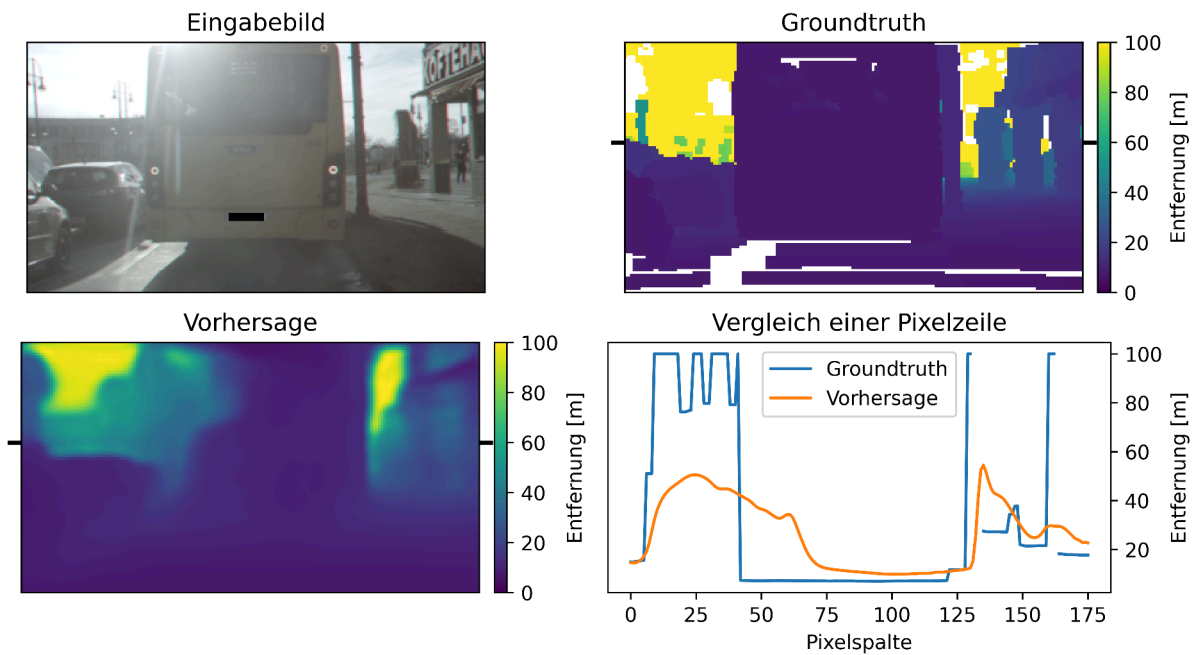 Eingabebild
KÖFTEHA
Groundtruth
100
80
60
40
20
0
Entfernung [m]
Vorhersage
100
80
60
40
20
0
Entfernung [m]
Vergleich einer Pixelzeile
Groundtruth
Vorhersage
100
80
60
40
20
Entfernung [m]
0 25 50 75 100 125 150 175
Pixelspalte